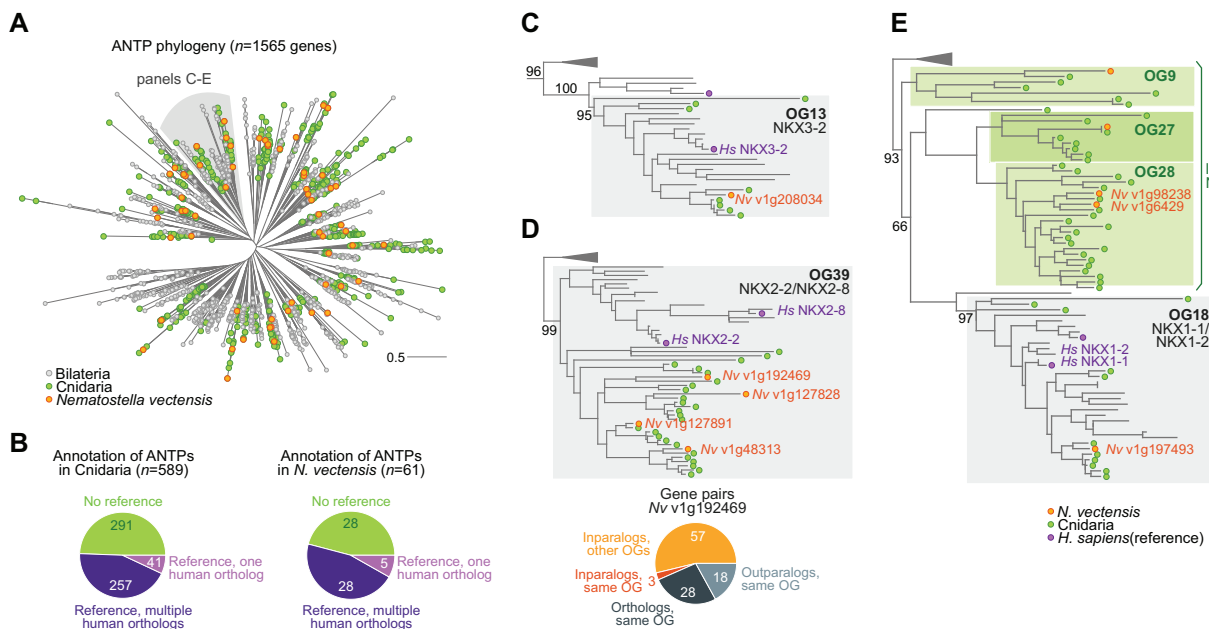 A
ANTP phylogeny (n=1565 genes)
panels C-E
0.5
Bilateria
Cnidaria
Nematostella vectensis
B
Annotation of ANTPs
in Cnidaria (n=589)
No reference
291
41
Reference, one
human ortholog
257
Reference, multiple
human orthologs
Annotation of ANTPs
in N. vectensis (n=61)
No reference
28
5
Reference, one
human ortholog
28
Reference, multiple
human orthologs
C
96
100
95
OG13
NKX3-2
Hs NKX3-2
Nv v1g208034
D
99
OG39
NKX2-2/NKX2-8
Hs NKX2-8
Hs NKX2-2
Nv v1g192469
Nv v1g127828
Nv v1g127891
Nv v1g48313
Gene pairs
Nv v1g192469
Inparalogs,
other OGs
57
Inparalogs,
same OG
3
18
Outparalogs,
same OG
28
Orthologs,
same OG
E
OG9
OG27
93
OG28
Nv v1g98238
Nv v1g6429
66
97
OG18
NKX1-1/
NKX1-2
Hs NKX1-2
Hs NKX1-1
Nv v1g197493
N. vectensis
Cnidaria
H. sapiens(reference)